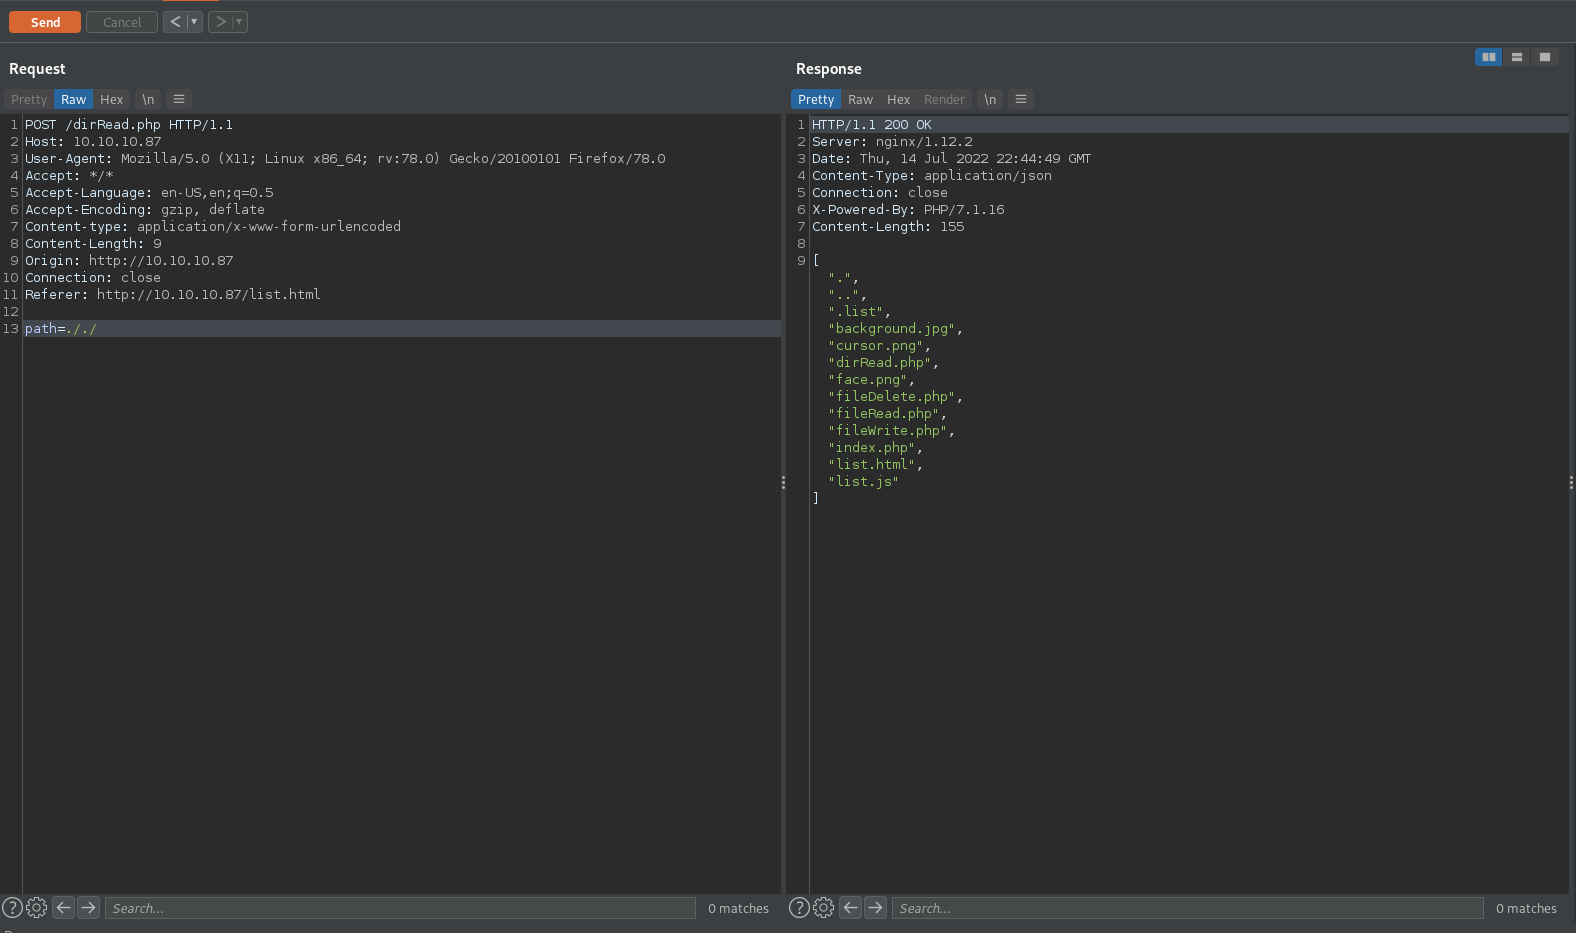 Send Cancel < ▼ > ▼
Request
Pretty Raw Hex \n ≡
1 POST /dirRead.php HTTP/1.1
2 Host: 10.10.10.87
3 User-Agent: Mozilla/5.0 (X11; Linux x86_64; rv:78.0) Gecko/20100101 Firefox/78.0
4 Accept: */*
5 Accept-Language: en-US,en;q=0.5
6 Accept-Encoding: gzip, deflate
7 Content-type: application/x-www-form-urlencoded
8 Content-Length: 9
9 Origin: http://10.10.10.87
10 Connection: close
11 Referer: http://10.10.10.87/list.html
12
13 path=././
? Search... 0 matches
Response
Pretty Raw Hex Render \n ≡
1 HTTP/1.1 200 OK
2 Server: nginx/1.12.2
3 Date: Thu, 14 Jul 2022 22:44:49 GMT
4 Content-Type: application/json
5 Connection: close
6 X-Powered-By: PHP/7.1.16
7 Content-Length: 155
8
9 [
".",
"..",
".list",
"background.jpg",
"cursor.png",
"dirRead.php",
"face.png",
"fileDelete.php",
"fileRead.php",
"fileWrite.php",
"index.php",
"list.html",
"list.js"
]
? Search... 0 matches